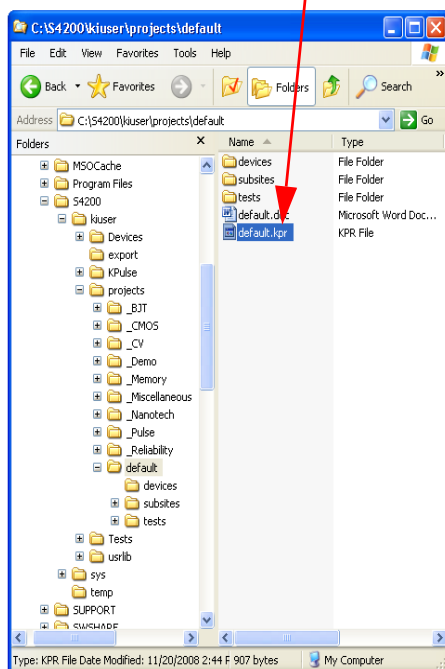 C:\S4200\kiuser\projects\default
File Edit View Favorites Tools Help
Back Favorites Folders Search »
Address C:\S4200\kiuser\projects\default Go
Folders X Name Type
MSOCache
Program Files
S4200
kiuser
Devices
export
KPulse
projects
_BJT
_CMOS
_CV
_Demo
_Memory
_Miscellaneous
_Nanotech
_Pulse
_Reliability
default
devices
subsites
tests
Tests
usrlib
sys
temp
SUPPORT
SWSHARE
devices File Folder
subsites File Folder
tests File Folder
default.doc Microsoft Word Doc...
default.kpr KPR File
Type: KPR File Date Modified: 11/20/2008 2:44 F 907 bytes My Computer